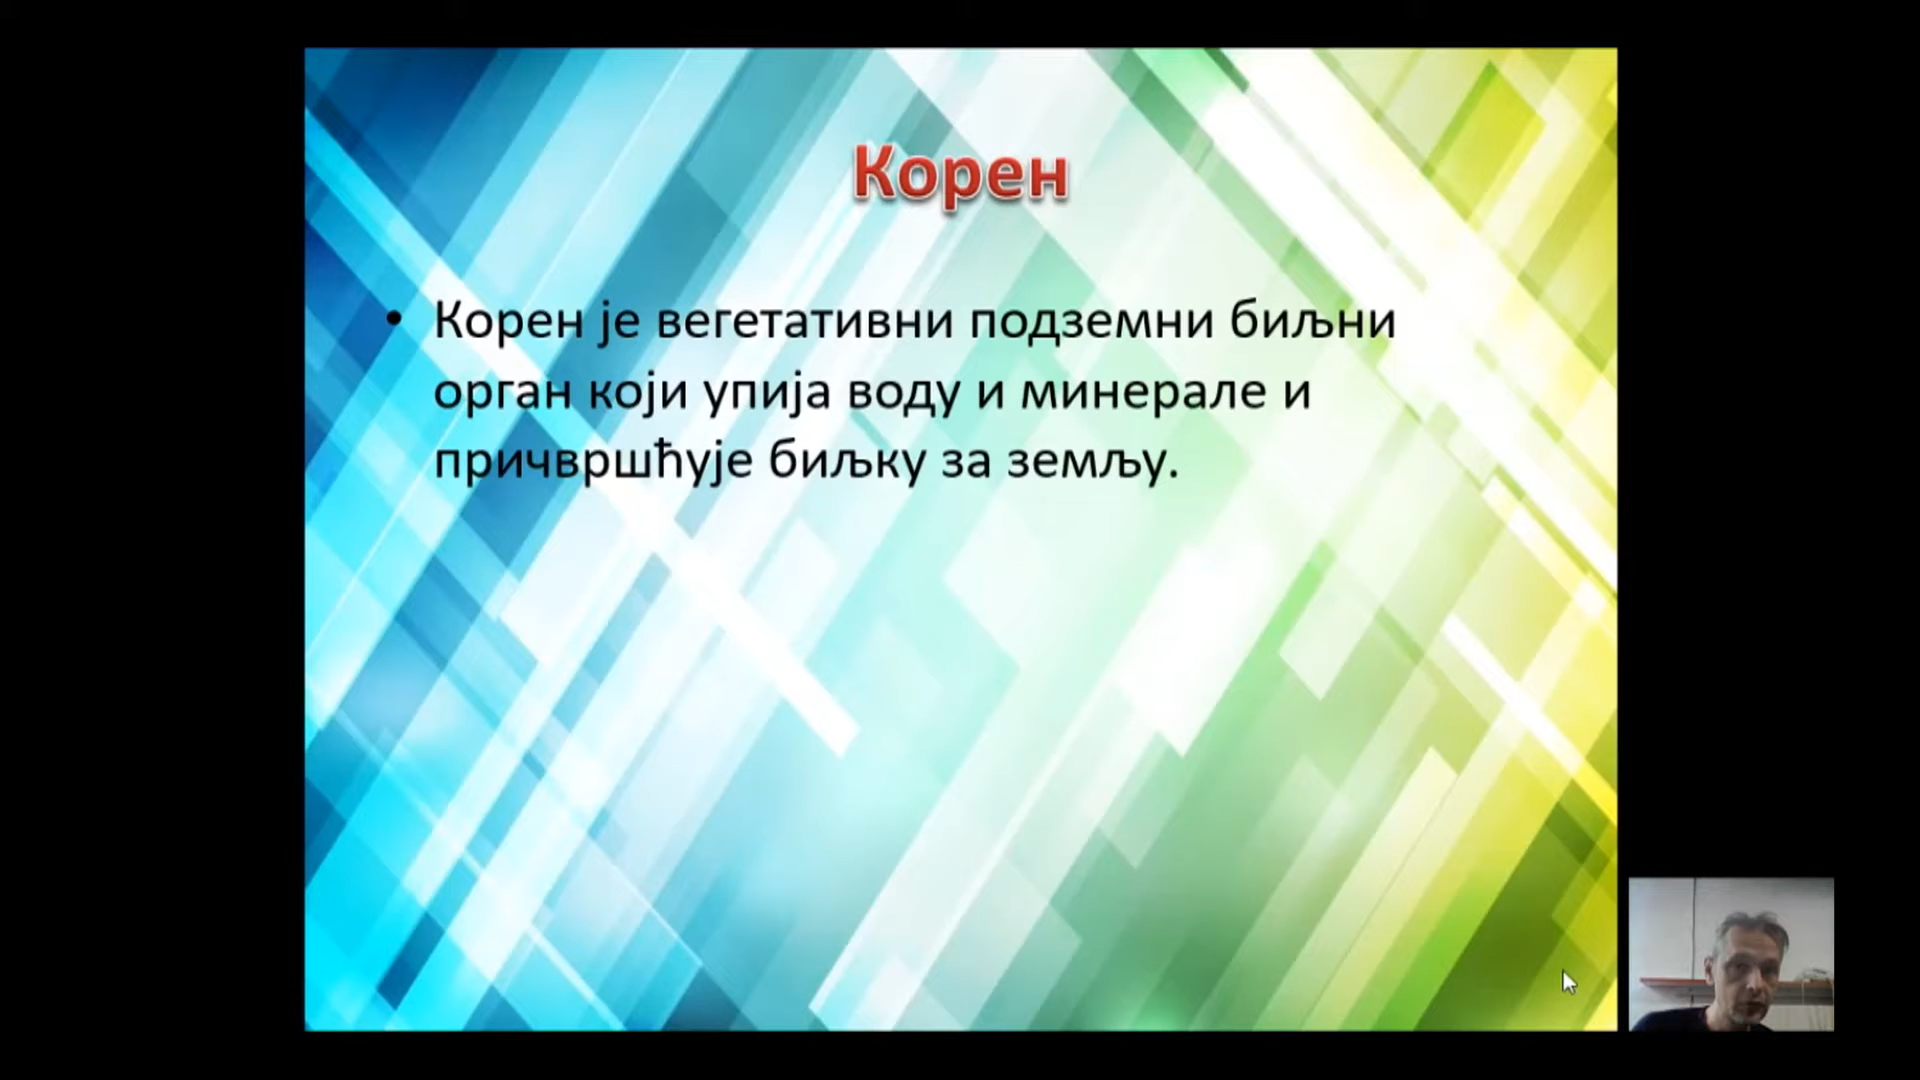 Корен
• Корен је вегетативни подземни биљни
орган који упија воду и минерале и
причвршћује биљку за земљу.